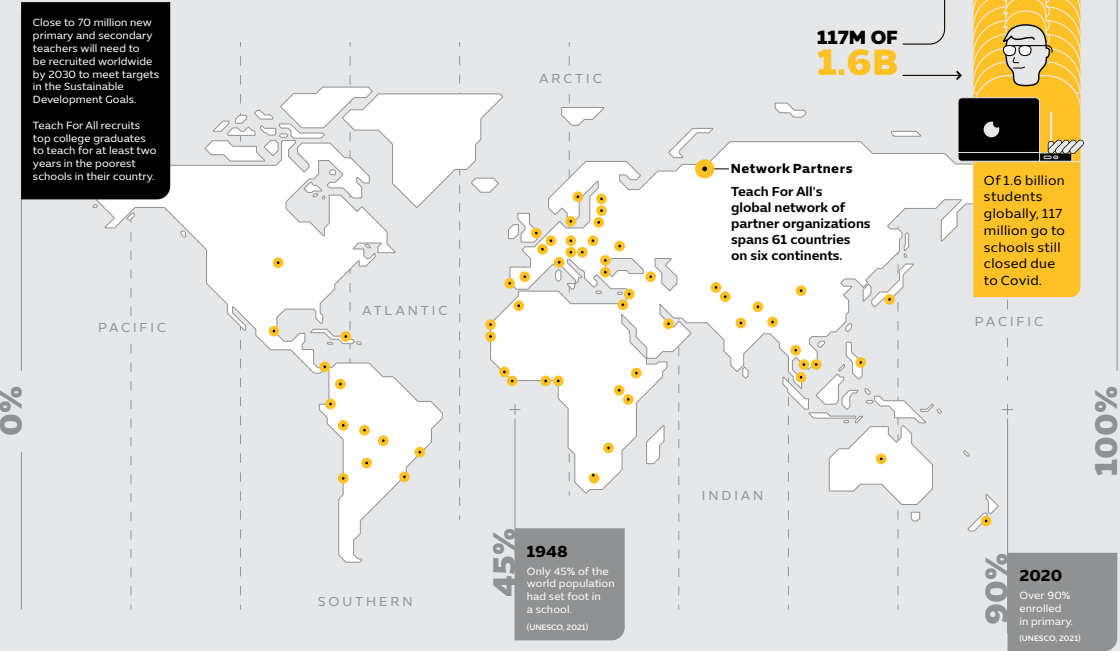 Close to 70 million new
primary and secondary
teachers will need to
be recruited worldwide
by 2030 to meet targets
in the Sustainable
Development Goals.
Teach For All recruits
top college graduates
to teach for at least two
years in the poorest
schools in their country.
117M OF
1.6B
ARCTIC
Network Partners
Teach For All's
global network of
partner organizations
spans 61 countries
on six continents.
Of 1.6 billion
students
globally, 117
million go to
schools still
closed due
to Covid.
PACIFIC
ATLANTIC
PACIFIC
0%
100%
INDIAN
SOUTHERN
45%
1948
Only 45% of the
world population
had set foot in
a school.
(UNESCO, 2021)
90%
2020
Over 90%
enrolled
in primary.
(UNESCO, 2021)